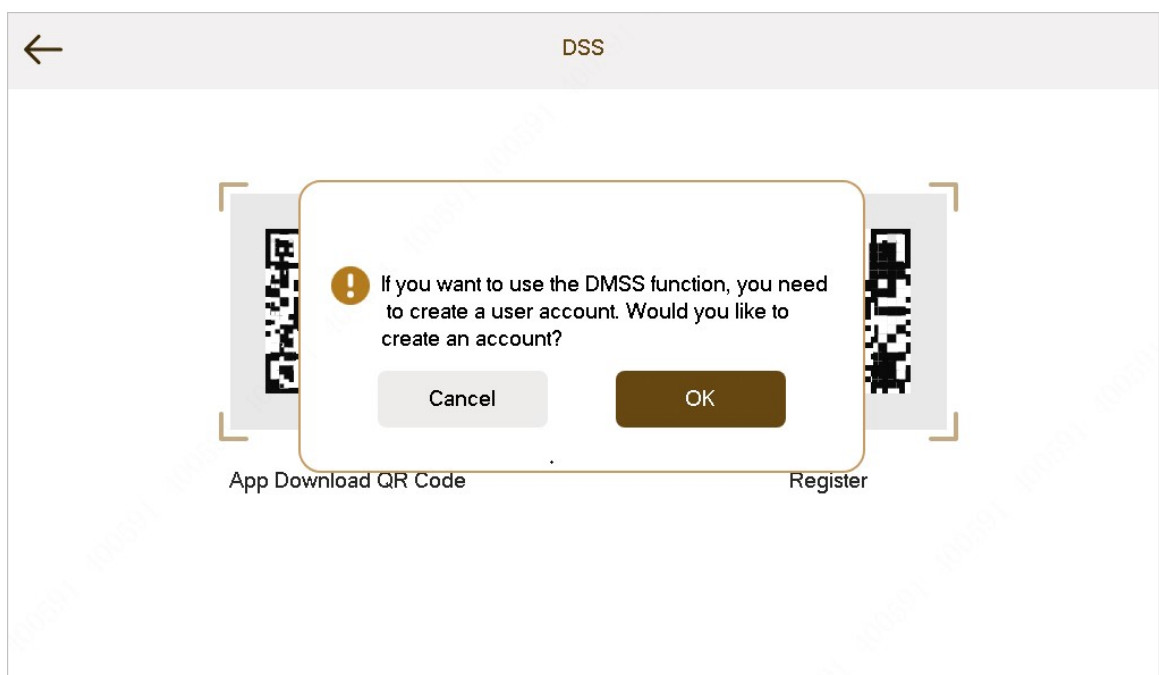 DSS
If you want to use the DMSS function, you need
to create a user account. Would you like to
create an account?
Cancel
OK
App Download QR Code
Register